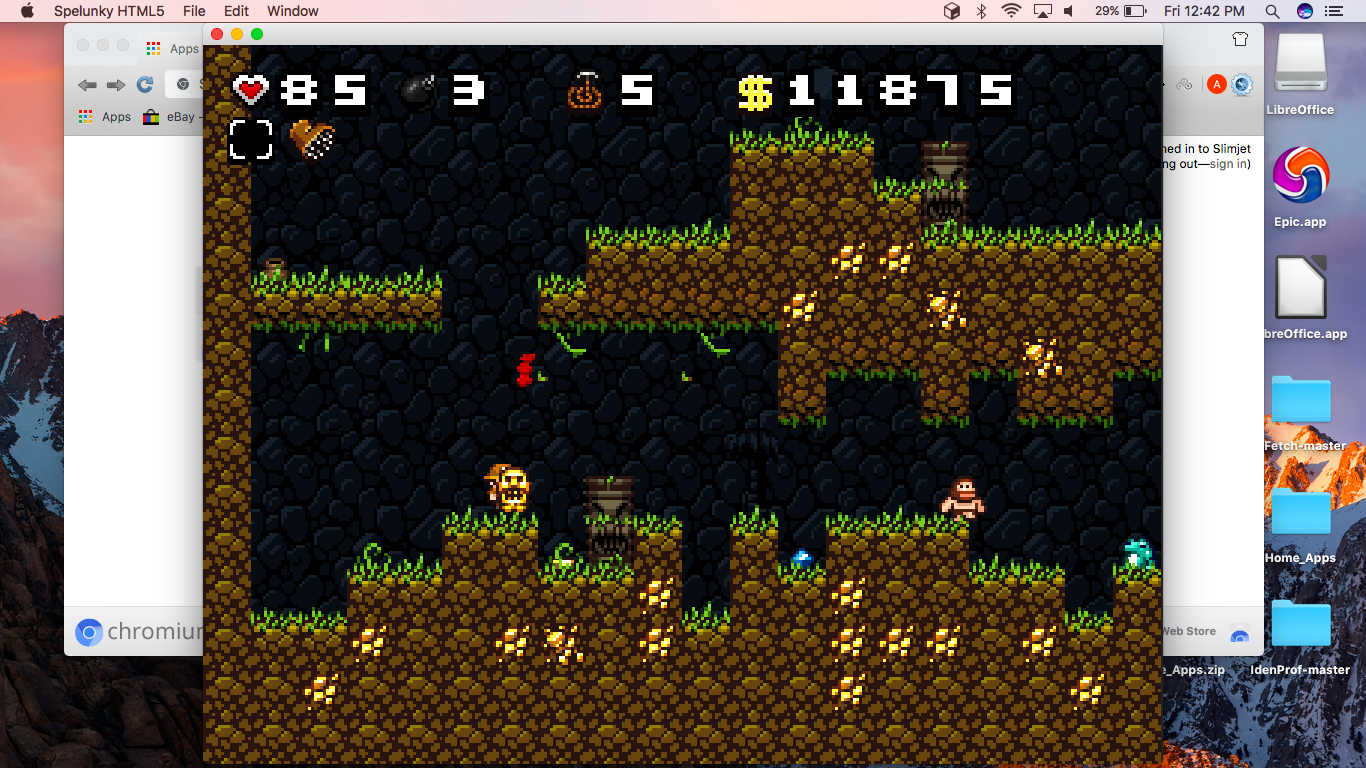 Spelunky HTML5 File Edit Window 29% Fri 12:42 PM
Apps
S
A
Apps eBay -
85 3 5 $11875
ned in to Slimjet
ng out—sign in)
LibreOffice
Epic.app
breOffice.app
Fetch-master
Home_Apps
chromium
Web Store
e_Apps.zip IdenProf-master